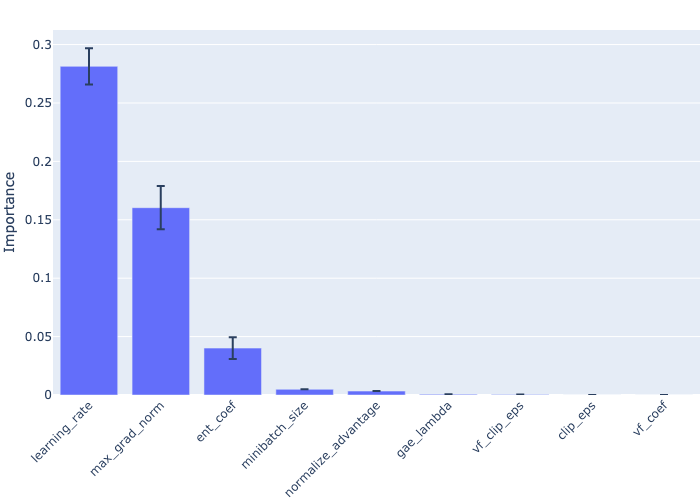 0.3
0.25
0.2
0.15
0.1
0.05
0
Importance
learning_rate
max_grad_norm
ent_coef
minibatch_size
normalize_advantage
gae_lambda
vf_clip_eps
clip_eps
vf_coef